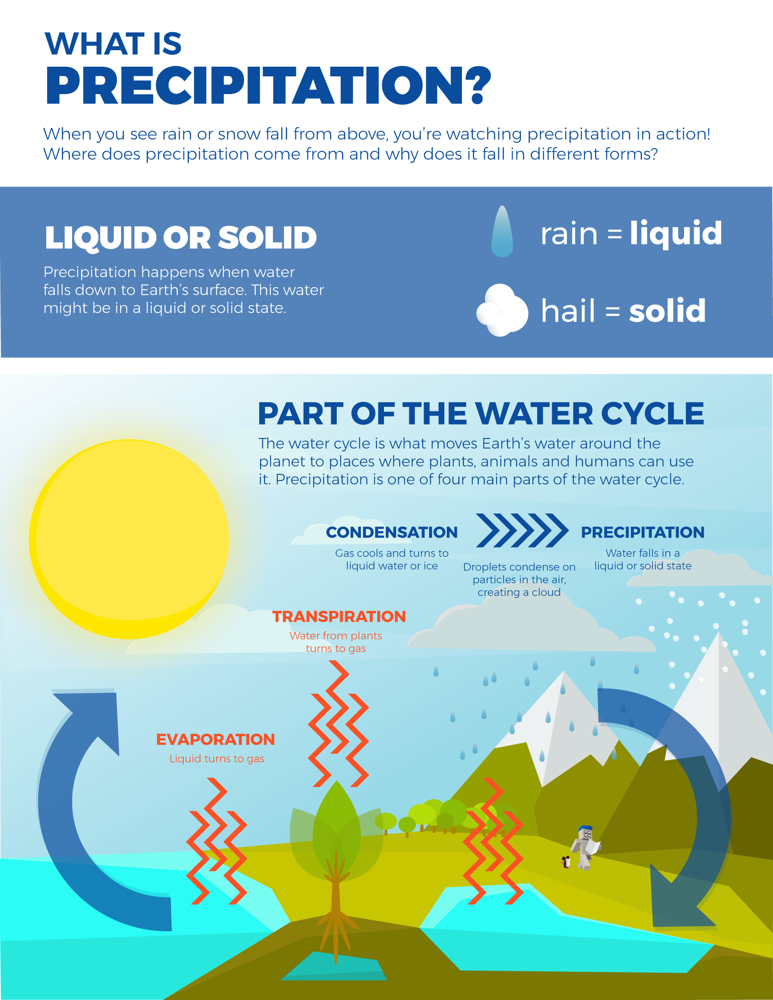 WHAT IS
PRECIPITATION?
When you see rain or snow fall from above, you’re watching precipitation in action!
Where does precipitation come from and why does it fall in different forms?
LIQUID OR SOLID
Precipitation happens when water
falls down to Earth’s surface. This water
might be in a liquid or solid state.
rain = liquid
hail = solid
PART OF THE WATER CYCLE
The water cycle is what moves Earth’s water around the
planet to places where plants, animals and humans can use
it. Precipitation is one of four main parts of the water cycle.
CONDENSATION
Gas cools and turns to
liquid water or ice
Droplets condense on
particles in the air,
creating a cloud
PRECIPITATION
Water falls in a
liquid or solid state
TRANSPIRATION
Water from plants
turns to gas
EVAPORATION
Liquid turns to gas